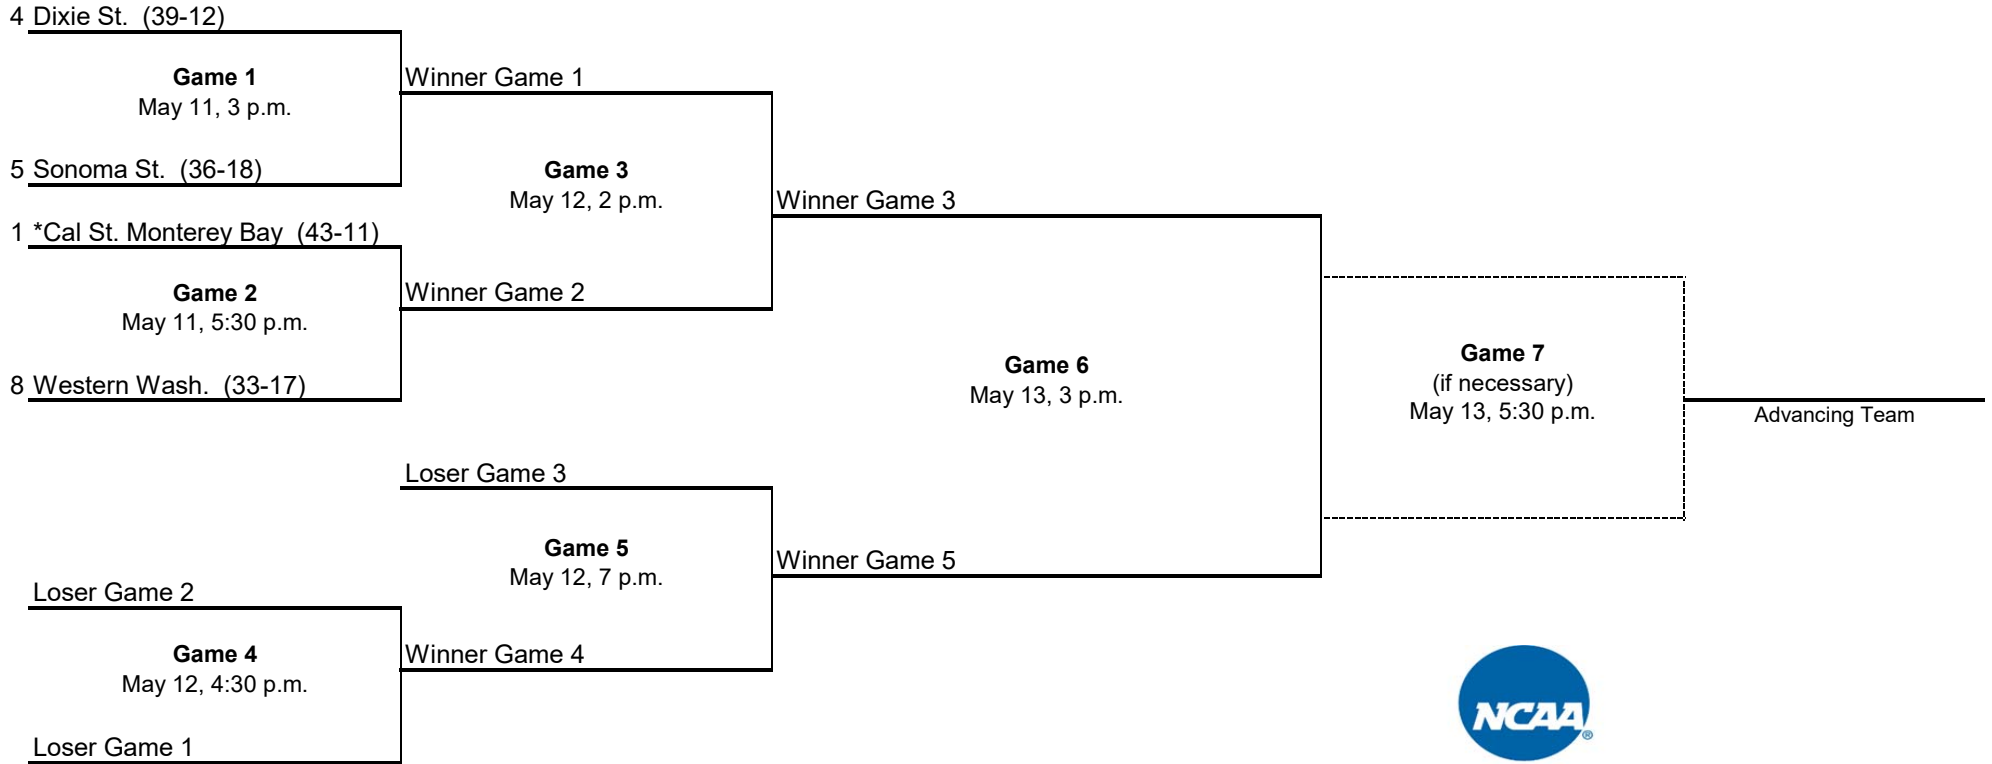 4 Dixie St. (39-12)
Game 1
May 11, 3 p.m.
5 Sonoma St. (36-18)
1 *Cal St. Monterey Bay (43-11)
Game 2
May 11, 5:30 p.m.
8 Western Wash. (33-17)
Winner Game 1
Game 3
May 12, 2 p.m.
Winner Game 2
Winner Game 3
Game 6
May 13, 3 p.m.
Winner Game 5
Game 7
(if necessary)
May 13, 5:30 p.m.
Advancing Team
Loser Game 3
Game 5
May 12, 7 p.m.
Winner Game 4
Loser Game 2
Game 4
May 12, 4:30 p.m.
Loser Game 1
NCAA®